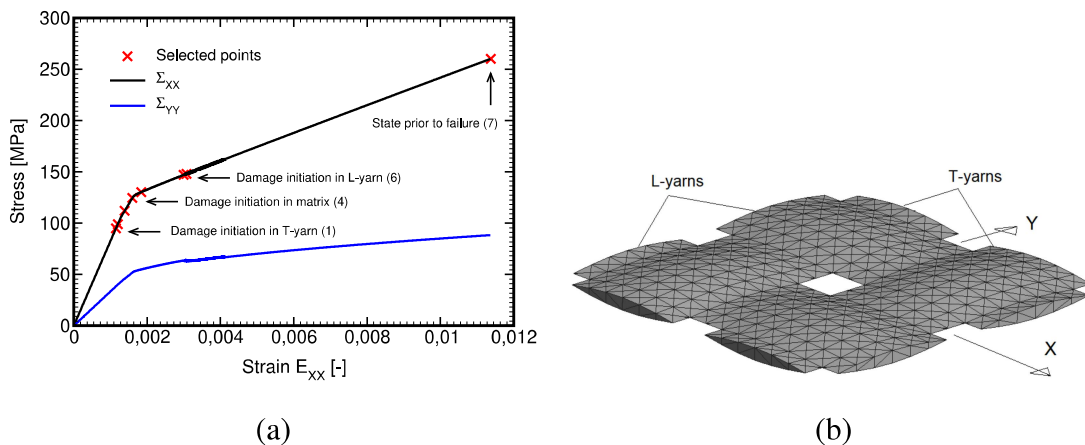 300
250
200
150
100
50
0
Stress [MPa]
Selected points
Σ_XX
Σ_YY
State prior to failure (7)
Damage initiation in L-yarn (6)
Damage initiation in matrix (4)
Damage initiation in T-yarn (1)
0 0,002 0,004 0,006 0,008 0,01 0,012
Strain E_XX [-]
(a)
L-yarns
T-yarns
Y
X
(b)